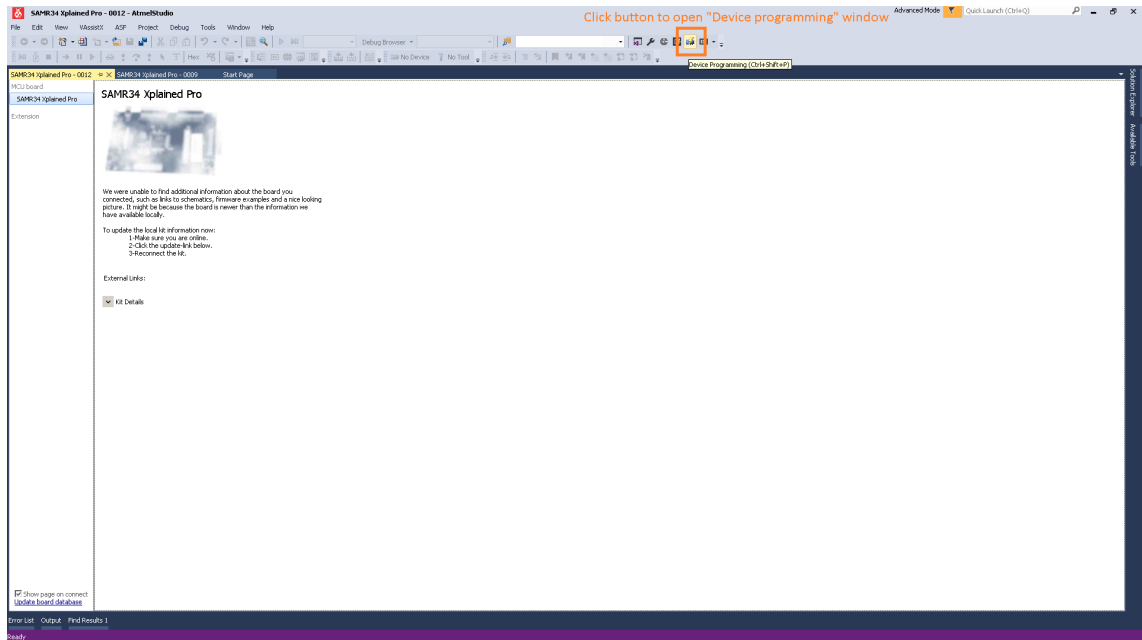 SAMR34 Xplained Pro - 0012 - AtmelStudio
Click button to open "Device programming" window
Advanced Mode
Quick Launch (Ctrl+Q)
File Edit View VAssistX ASF Project Debug Tools Window Help
Debug Browser
Hex
No Device
No Tool
Device Programming (Ctrl+Shift+P)
SAMR34 Xplained Pro - 0012
SAMR34 Xplained Pro - 0009
Start Page
MCU board
SAMR34 Xplained Pro
Extension
SAMR34 Xplained Pro
We were unable to find additional information about the board you
connected, such as links to schematics, firmware examples and a nice looking
picture. It might be because the board is newer than the information we
have available locally.
To update the local kit information now:
1-Make sure you are online.
2-Click the update-link below.
3-Reconnect the kit.
External Links:
Kit Details
Solution Explorer
Available Tools
Show page on connect
Update board database
Error List Output Find Results 1
Ready